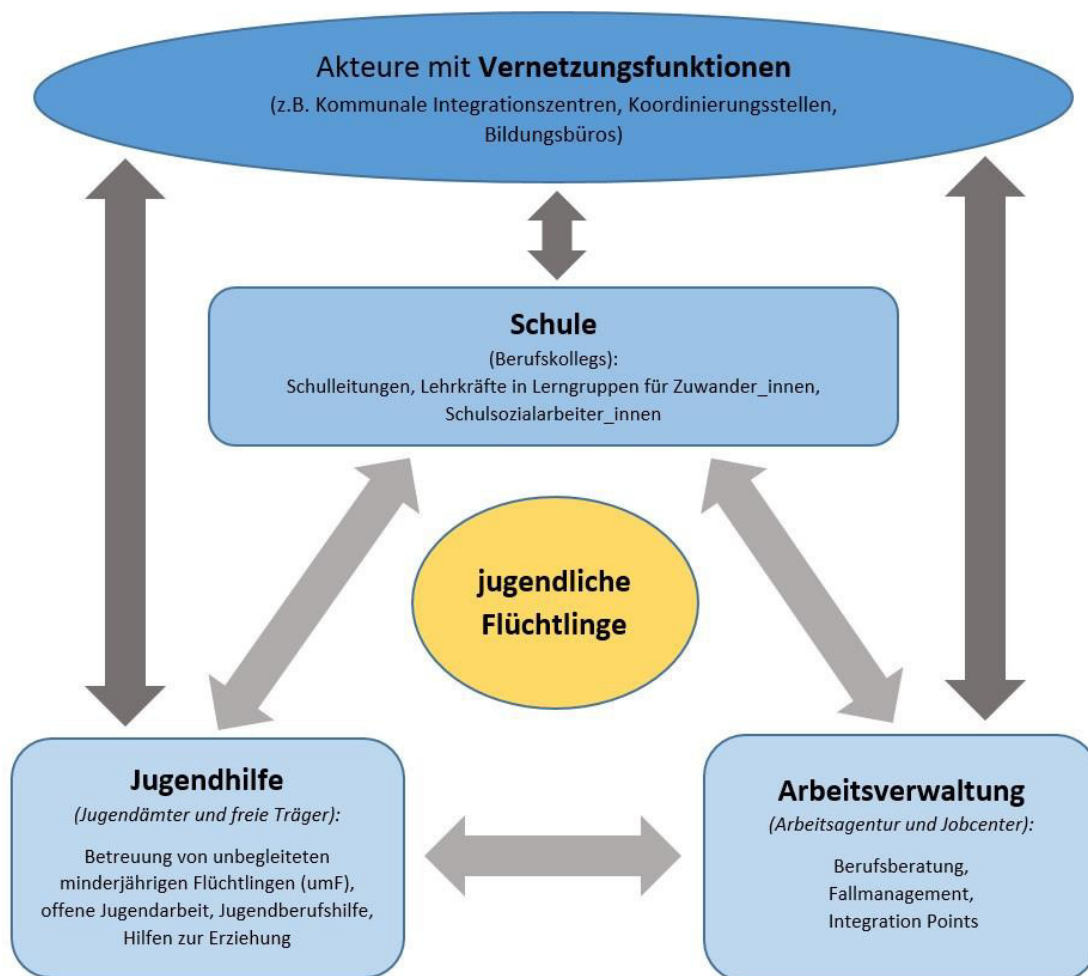 Akteure mit Vernetzungsfunktionen
(z.B. Kommunale Integrationszentren, Koordinierungsstellen,
Bildungsbüros)
Schule
(Berufskollegs):
Schulleitungen, Lehrkräfte in Lerngruppen für Zuwander_innen,
Schulsozialarbeiter_innen
jugendliche
Flüchtlinge
Jugendhilfe
(Jugendämter und freie Träger):
Betreuung von unbegleiteten
minderjährigen Flüchtlingen (umF),
offene Jugendarbeit, Jugendberufshilfe,
Hilfen zur Erziehung
Arbeitsverwaltung
(Arbeitsagentur und Jobcenter):
Berufsberatung,
Fallmanagement,
Integration Points